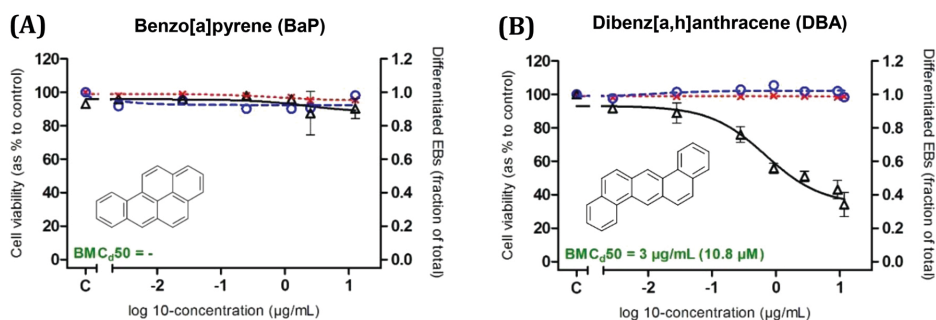 (A)
Benzo[a]pyrene (BaP)
Cell viability (as % to control)
120
100
80
60
40
20
0
1.2
1.0
0.8
0.6
0.4
0.2
0.0
Differentiated EBs (fraction of total)
BMCd50 = -
C
-2
-1
0
1
log 10-concentration (µg/mL)
(B)
Dibenz[a,h]anthracene (DBA)
Cell viability (as % to control)
120
100
80
60
40
20
0
1.2
1.0
0.8
0.6
0.4
0.2
0.0
Differentiated EBs (fraction of total)
BMCd50 = 3 µg/mL (10.8 µM)
C
-2
-1
0
1
log 10-concentration (µg/mL)